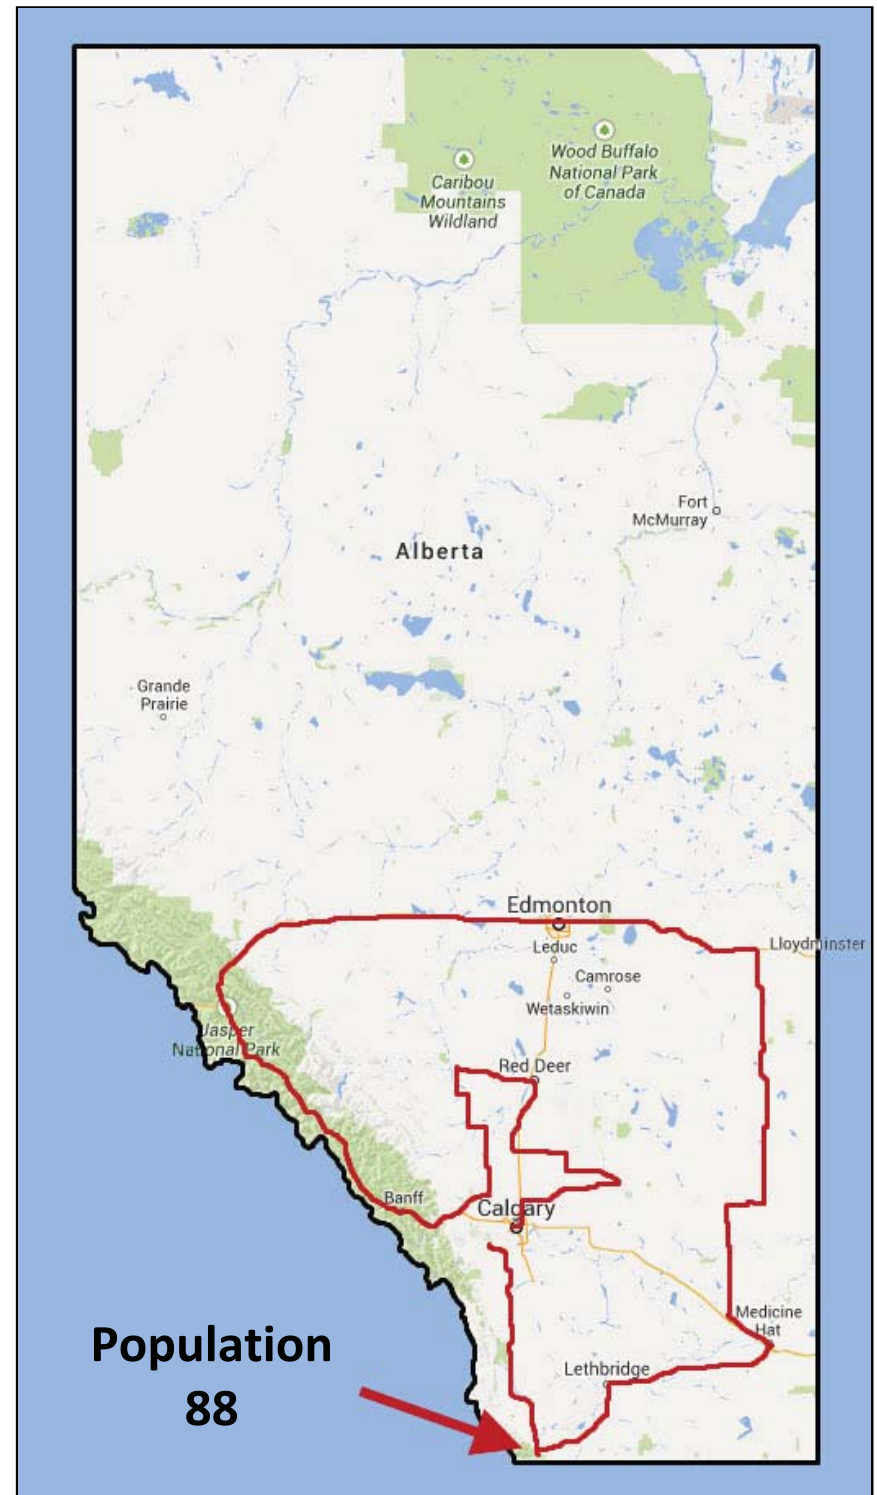 Wood Buffalo
National Park
of Canada
Caribou
Mountains
Wildland
Fort
McMurray
Alberta
Grande
Prairie
Edmonton
Lloydminster
Leduc
Camrose
Wetaskiwin
Jasper
National Park
Red Deer
Banff
Calgary
Medicine
Hat
Population
88
Lethbridge